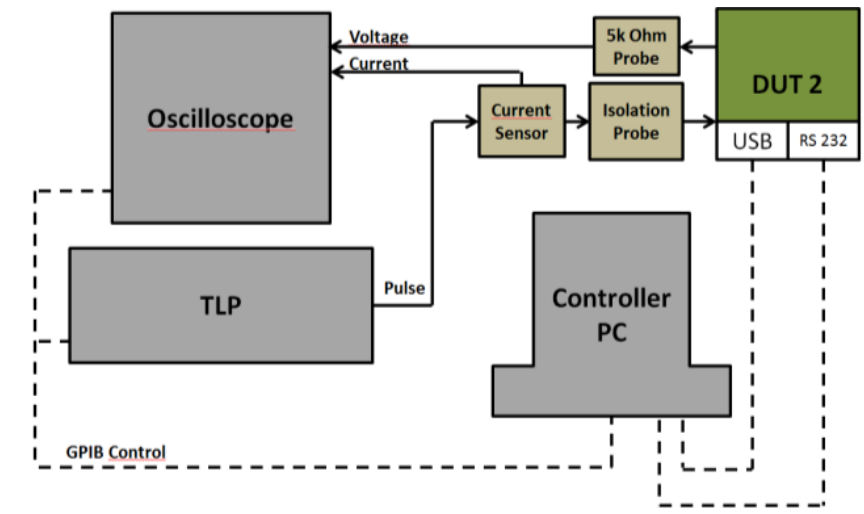 Voltage
5k Ohm
Probe
Current
DUT 2
Oscilloscope
Current
Sensor
Isolation
Probe
USB
RS 232
TLP
Pulse
Controller
PC
GPIB Control